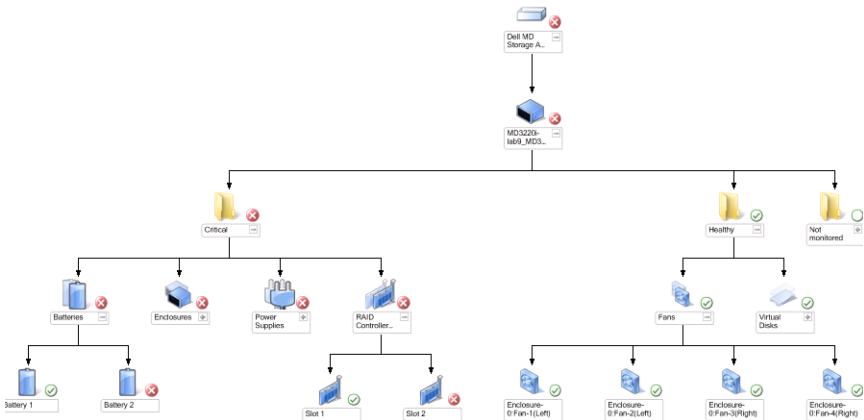 Dell MD
Storage A...
MD3220i-
lab9_MD3...
Critical
Healthy
Not
monitored
Batteries
Enclosures
Power
Supplies
RAID
Controller...
Fans
Virtual
Disks
Battery 1
Battery 2
Slot 1
Slot 2
Enclosure-
0:Fan-1(Left)
Enclosure-
0:Fan-2(Left)
Enclosure-
0:Fan-3(Right)
Enclosure-
0:Fan-4(Right)